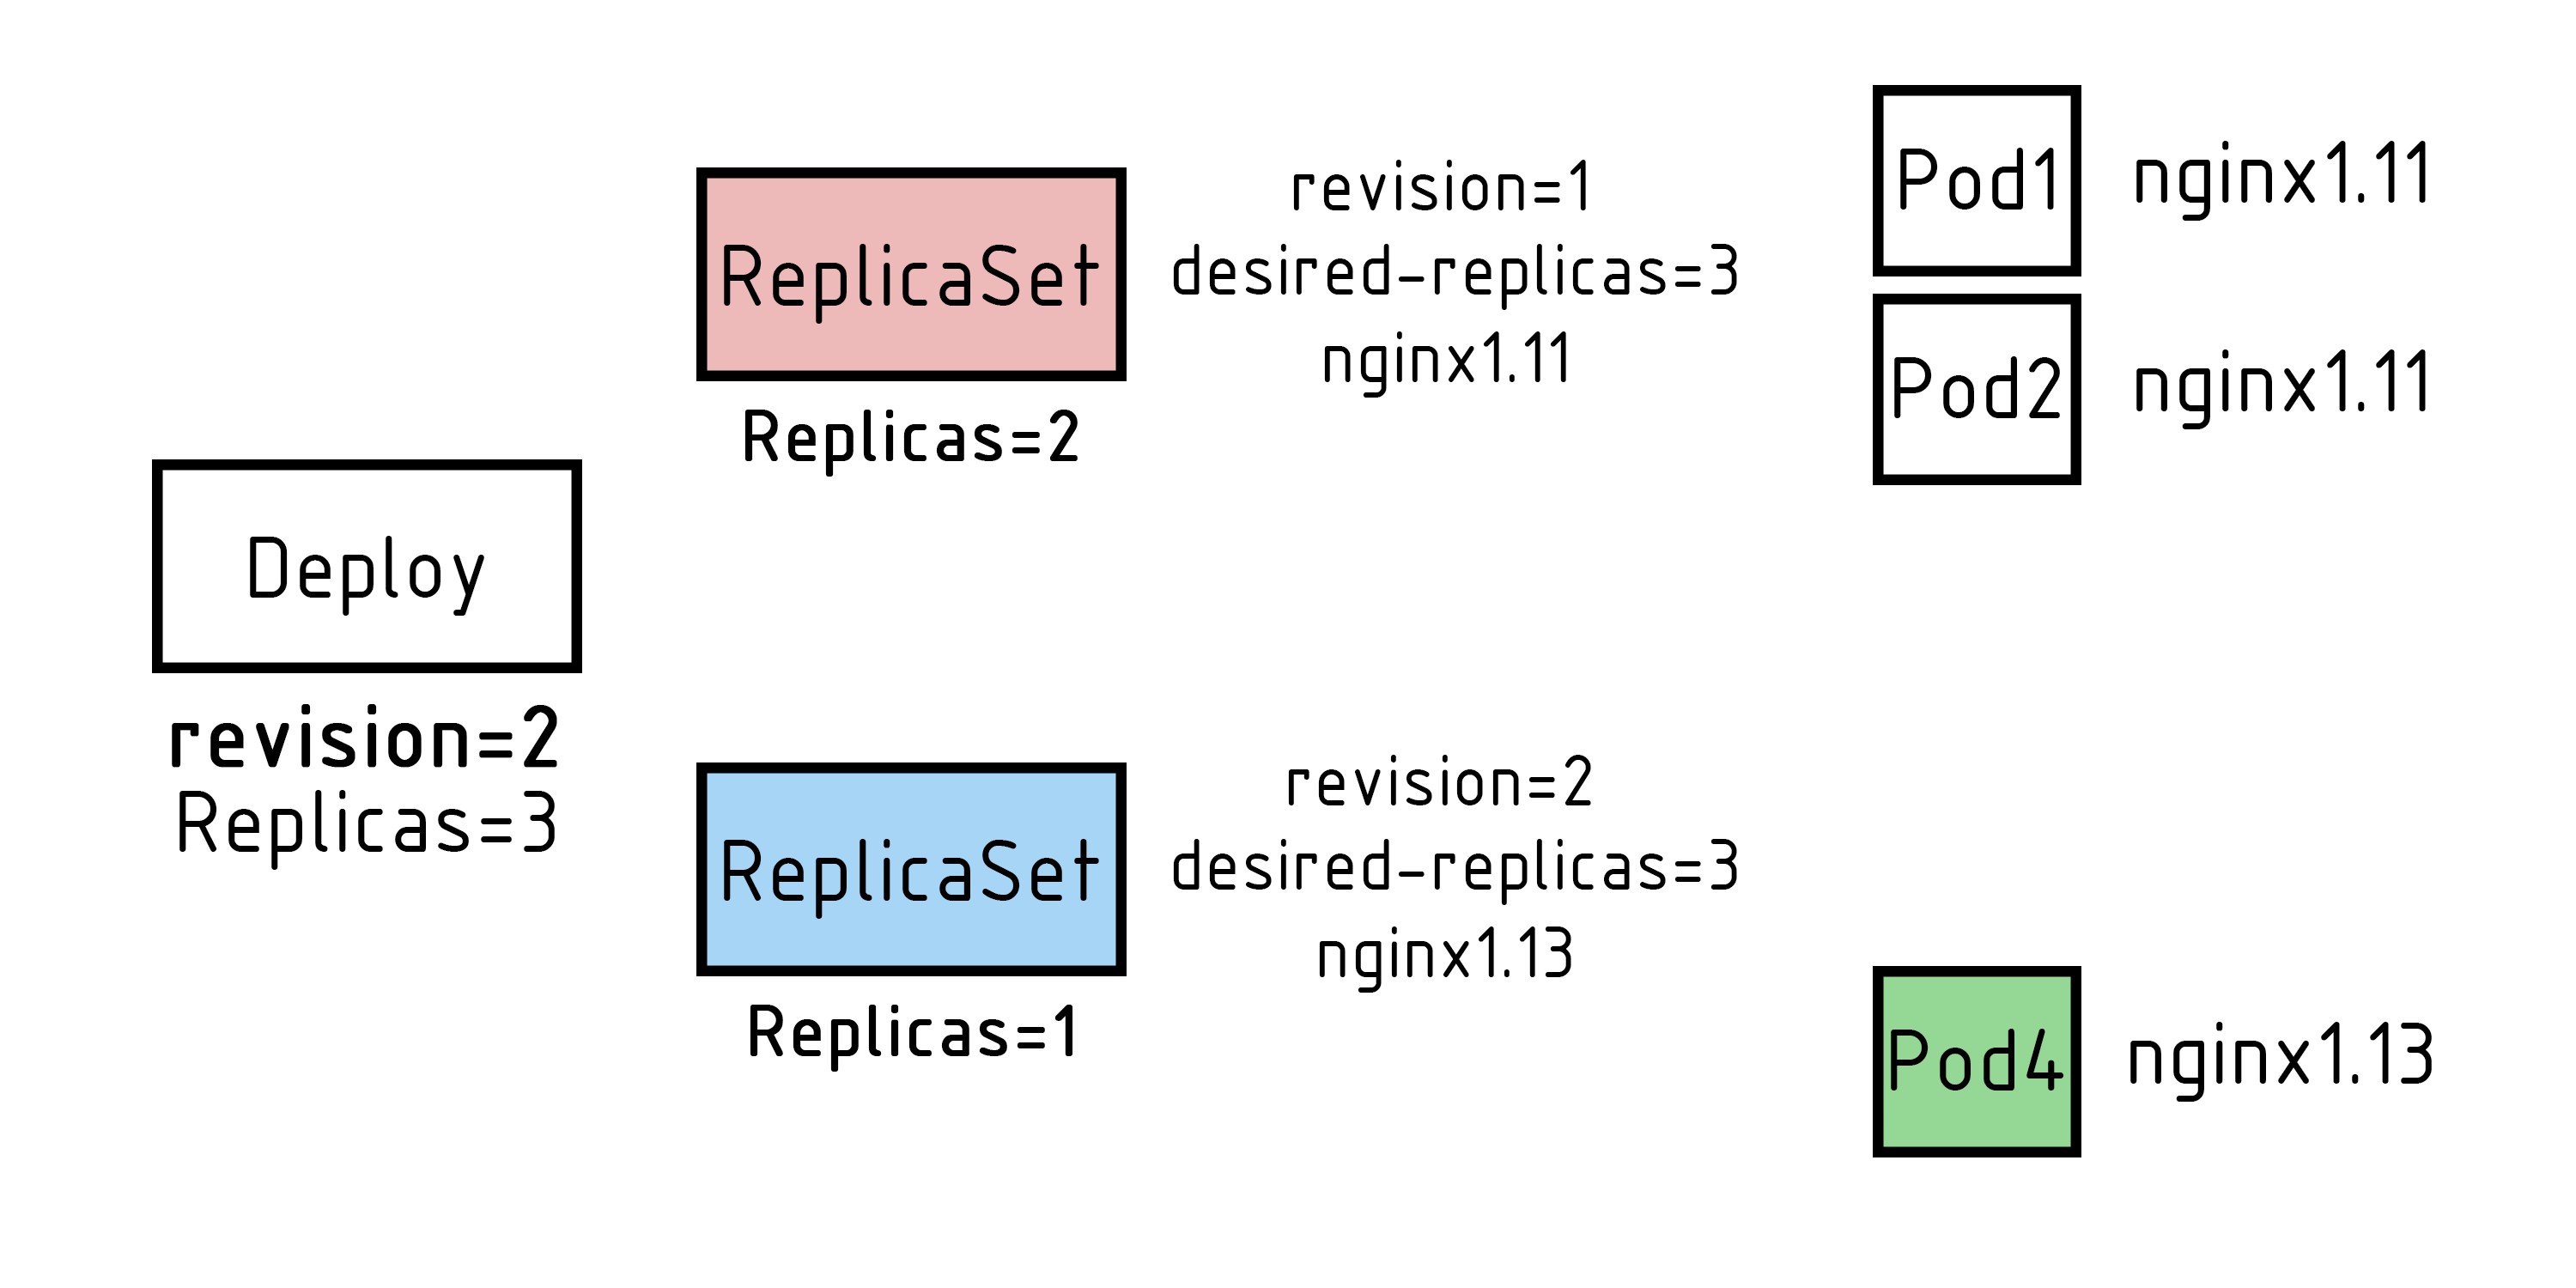 Deploy
revision=2
Replicas=3
ReplicaSet
Replicas=2
revision=1
desired-replicas=3
nginx1.11
Pod1
nginx1.11
Pod2
nginx1.11
ReplicaSet
Replicas=1
revision=2
desired-replicas=3
nginx1.13
Pod4
nginx1.13